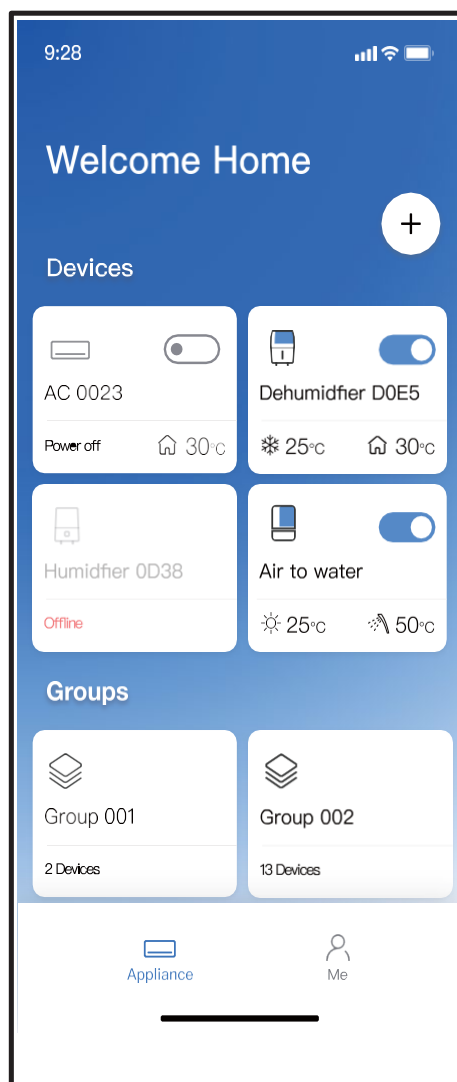 9:28
Welcome Home
+
Devices
AC 0023
Power off 30°C
Dehumidfier D0E5
25°C 30°C
Humidfier 0D38
Offline
Air to water
25°C 50°C
Groups
Group 001
2 Devices
Group 002
13 Devices
Appliance
Me